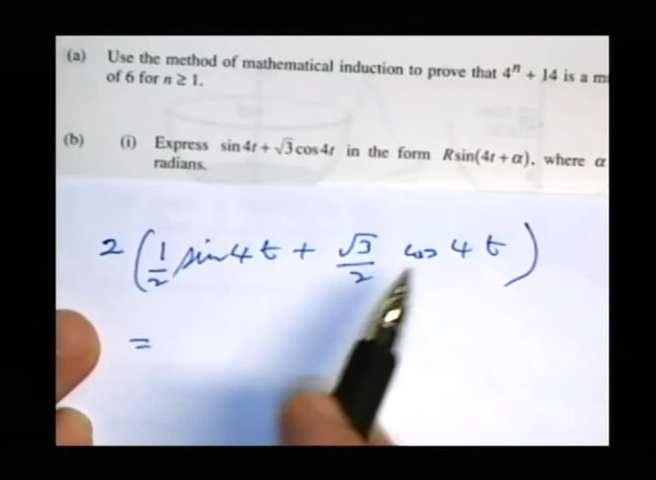 (a) Use the method of mathematical induction to prove that 4ⁿ + 14 is a
of 6 for n ≥ 1.
(b) (i) Express sin 4t + √3 cos 4t in the form R sin(4t + α), where α
radians.
2 ( 1/2 sin 4t + √3/2 cos 4t )
=